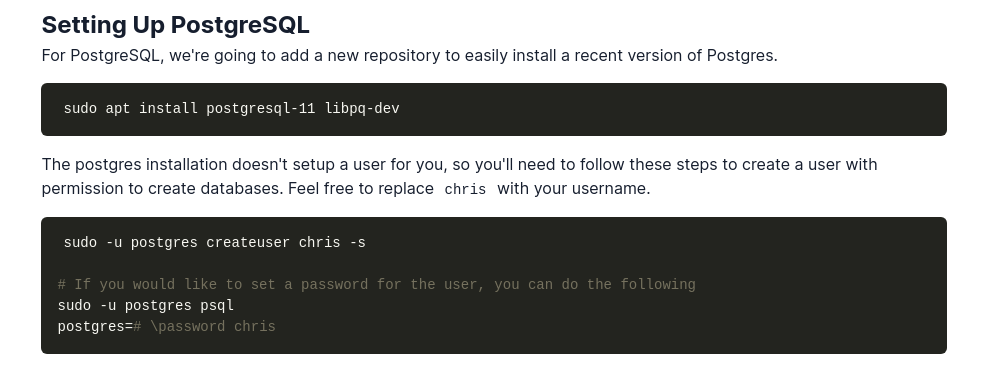 Setting Up PostgreSQL
For PostgreSQL, we're going to add a new repository to easily install a recent version of Postgres.
sudo apt install postgresql-11 libpq-dev
The postgres installation doesn't setup a user for you, so you'll need to follow these steps to create a user with
permission to create databases. Feel free to replace chris with your username.
sudo -u postgres createuser chris -s
# If you would like to set a password for the user, you can do the following
sudo -u postgres psql
postgres=# \password chris